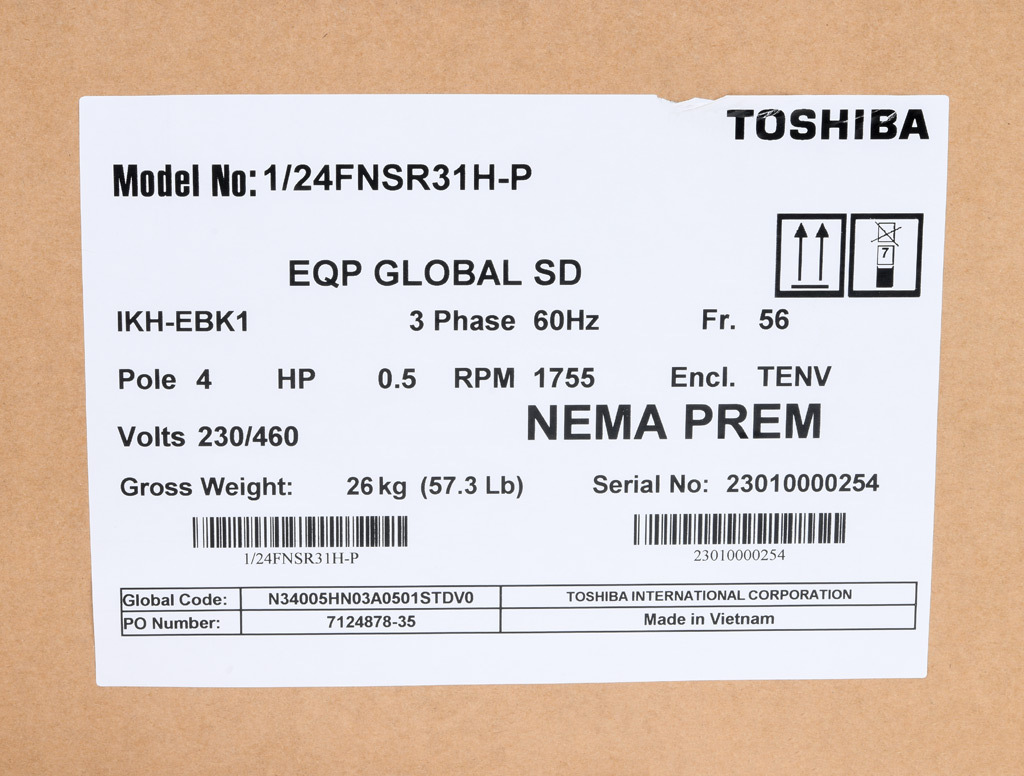 TOSHIBA
Model No: 1/24FNSR31H-P
7
EQP GLOBAL SD
IKH-EBK1 3 Phase 60Hz Fr. 56
Pole 4 HP 0.5 RPM 1755 Encl. TENV
Volts 230/460 NEMA PREM
Gross Weight: 26 kg (57.3 Lb) Serial No: 23010000254
1/24FNSR31H-P 23010000254
Global Code: N34005HN03A0501STDV0 TOSHIBA INTERNATIONAL CORPORATION
PO Number: 7124878-35 Made in Vietnam